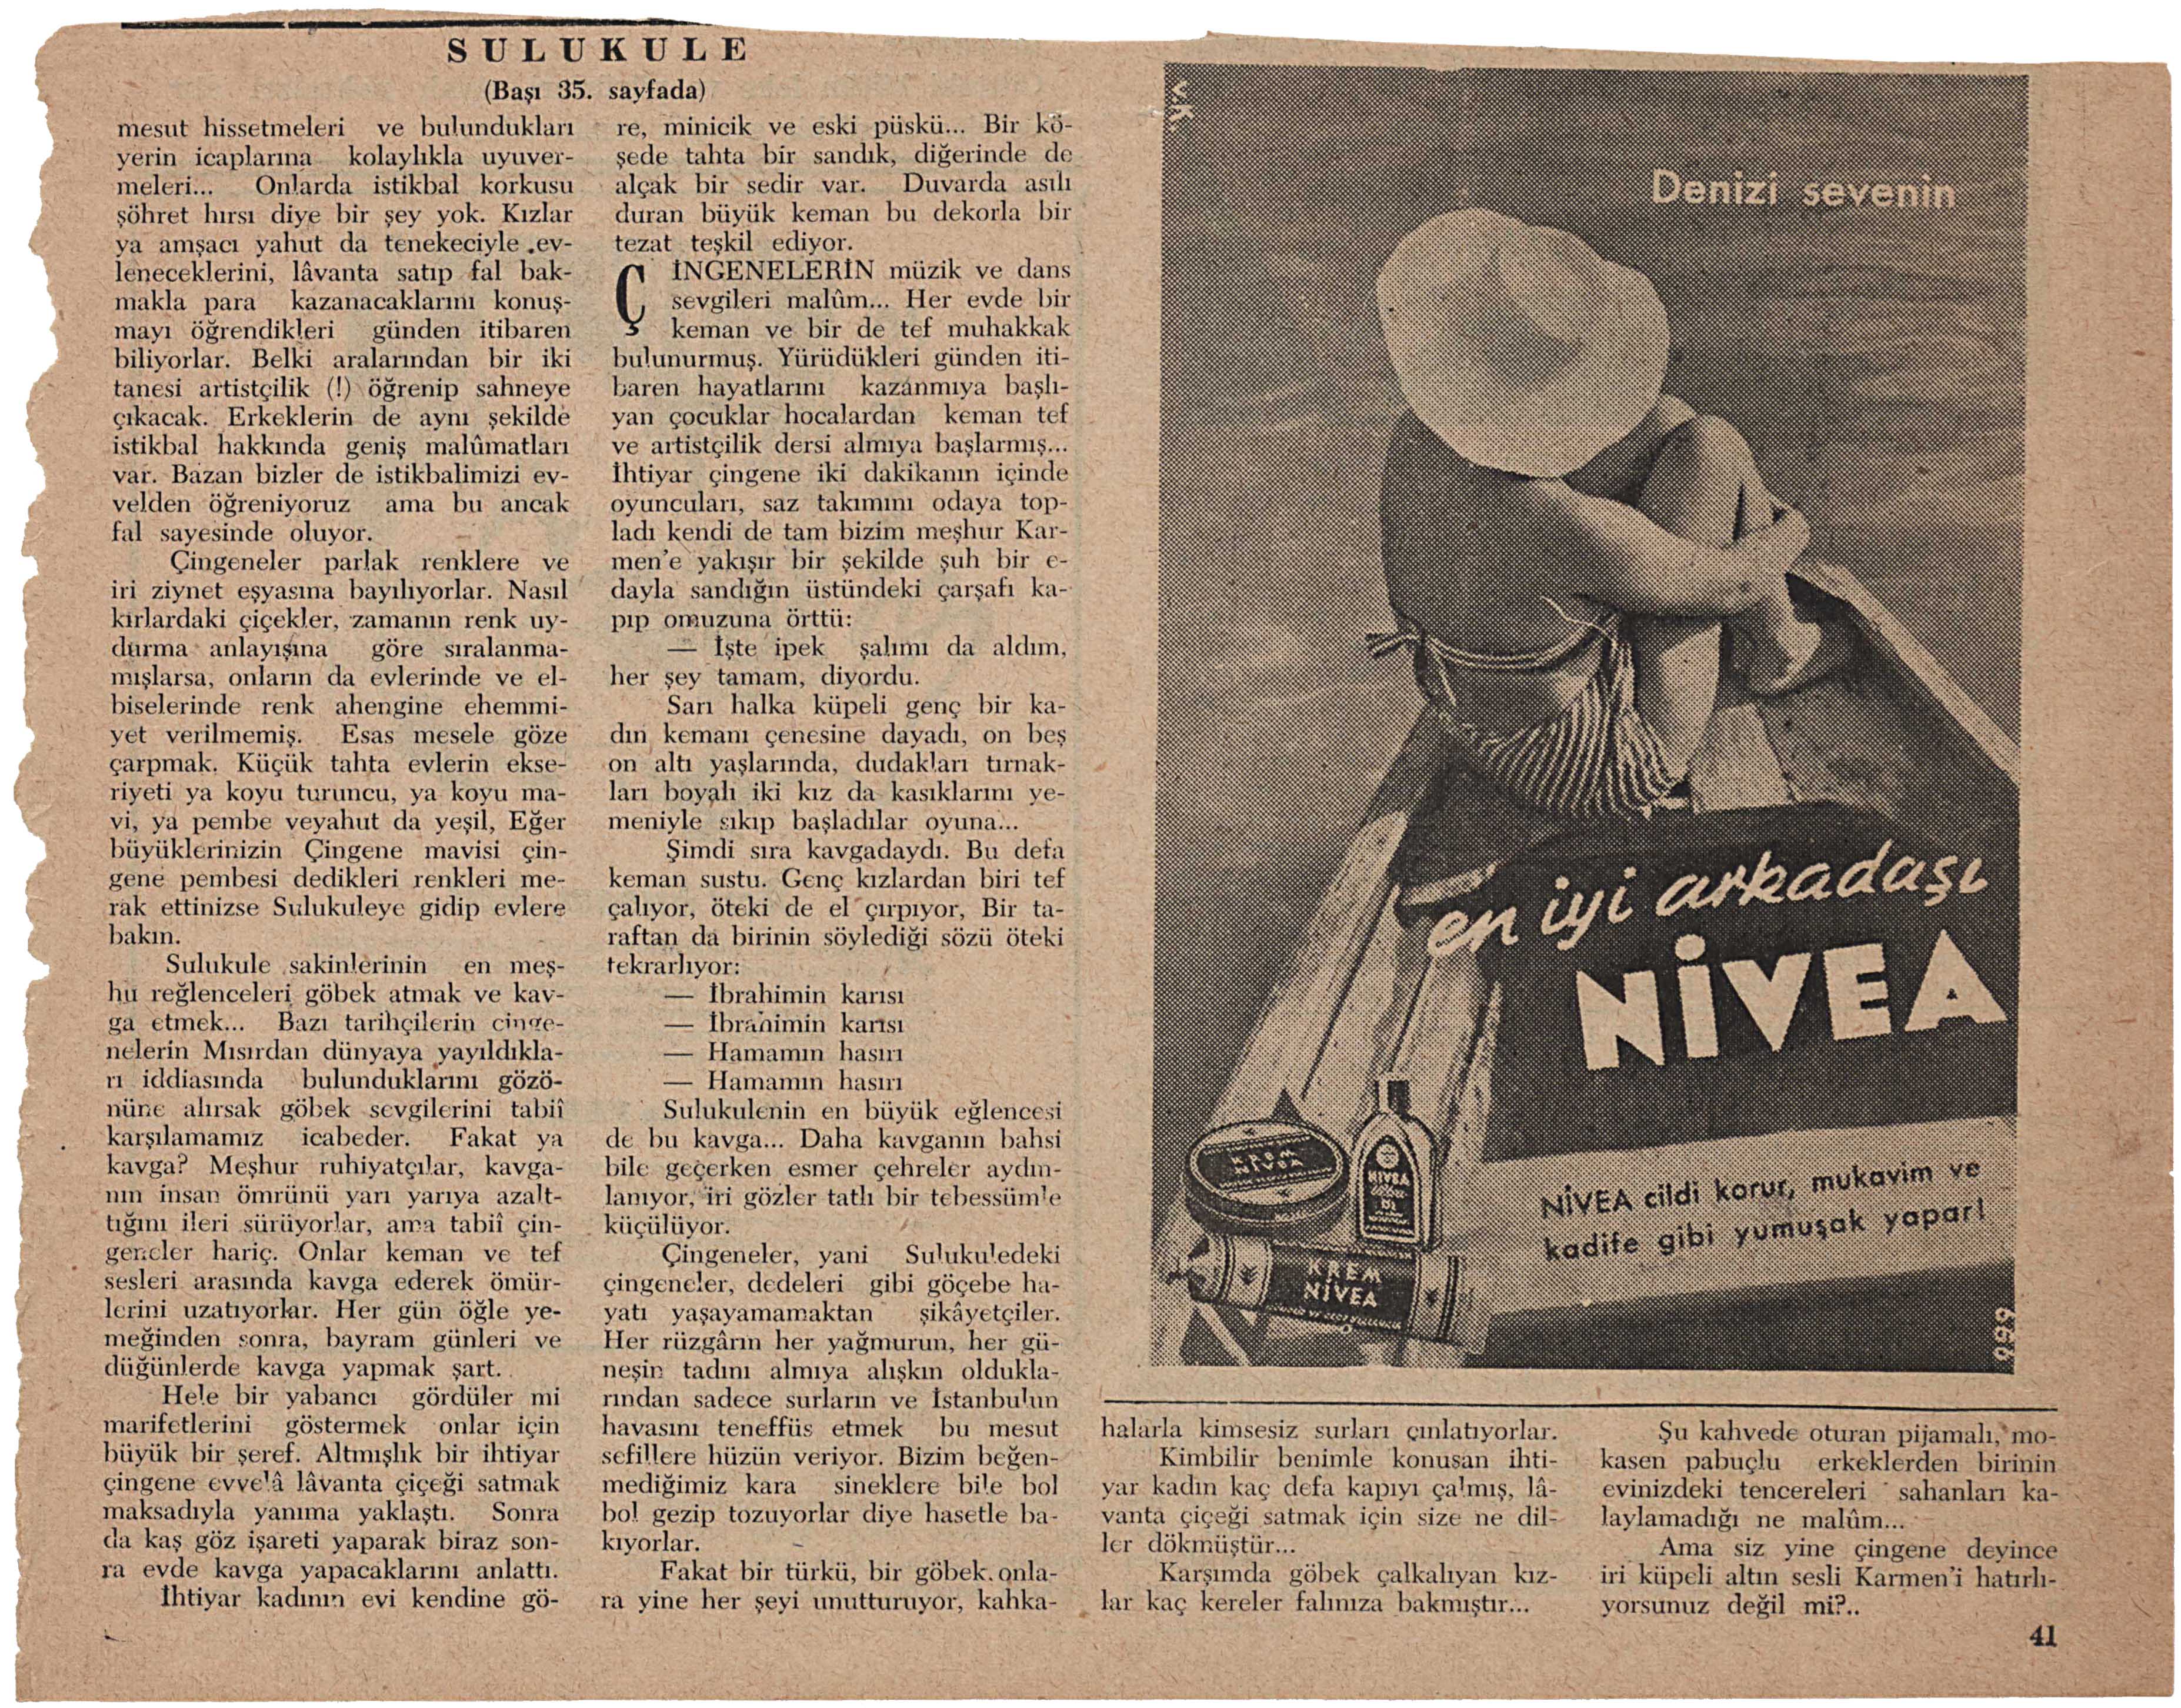 SULUKULE
(Başı 35. sayfada)
mesut hissetmeleri ve bulundukları
yerin icaplarına kolaylıkla uyuver-
meleri... Onlarda istikbal korkusu
şöhret hırsı diye bir şey yok. Kızlar
ya amşacı yahut da tenekeciyle ev-
leneceklerini, lâvanta satıp fal bak-
makla para kazanacaklarını konuş-
mayı öğrendikleri günden itibaren
biliyorlar. Belki aralarından bir iki
tanesi artistçilik (!) öğrenip sahneye
çıkacak. Erkeklerin de aynı şekilde
istikbal hakkında geniş malûmatları
var. Bazan bizler de istikbalimizi ev-
velden öğreniyoruz ama bu ancak
fal sayesinde oluyor.
Çingeneler parlak renklere ve
iri ziynet eşyasına bayılıyorlar. Nasıl
kırlardaki çiçekler, zamanın renk uy-
durma anlayışına göre sıralanma-
mışlarsa, onların da evlerinde ve el-
biselerinde renk ahengine ehemmi-
yet verilmemiş. Esas mesele göze
çarpmak. Küçük tahta evlerin ekse-
riyeti ya koyu turuncu, ya koyu ma-
vi, ya pembe veyahut da yeşil, Eğer
büyüklerinizin Çingene mavisi çin-
gene pembesi dedikleri renkleri me-
rak ettinizse Sulukuleye gidip evlere
bakın.
Sulukule sakinlerinin en meş-
hu reğlenceleri göbek atmak ve kav-
ga etmek... Bazı tarihçilerin çinge-
nelerin Mısırdan dünyaya yayıldıkla-
rı iddiasında bulunduklarını gözö-
nüne alırsak göbek sevgilerini tabiî
karşılamamız icabeder. Fakat ya
kavga? Meşhur ruhiyatçılar, kavga-
nın insan ömrünü yarı yarıya azalt-
tığını ileri sürüyorlar, ama tabiî çin-
geneler hariç. Onlar keman ve tef
sesleri arasında kavga ederek ömür-
lerini uzatıyorlar. Her gün öğle ye-
meğinden sonra, bayram günleri ve
düğünlerde kavga yapmak şart.
Hele bir yabancı gördüler mi
marifetlerini göstermek onlar için
büyük bir şeref. Altmışlık bir ihtiyar
çingene evvelâ lâvanta çiçeği satmak
maksadıyla yanıma yaklaştı. Sonra
da kaş göz işareti yaparak biraz son-
ra evde kavga yapacaklarını anlattı.
İhtiyar kadının evi kendine gö-
re, minicik ve eski püskü... Bir kö-
şede tahta bir sandık, diğerinde de
alçak bir sedir var. Duvarda asılı
duran büyük keman bu dekorla bir
tezat teşkil ediyor.
ÇİNGENELERİN müzik ve dans
sevgileri malûm... Her evde bir
keman ve bir de tef muhakkak
bulunurmuş. Yürüdükleri günden iti-
baren hayatlarını kazanmıya başlı-
yan çocuklar hocalardan keman tef
ve artistçilik dersi almıya başlarmış...
İhtiyar çingene iki dakikanın içinde
oyuncuları, saz takımını odaya top-
ladı kendi de tam bizim meşhur Kar-
men'e yakışır bir şekilde şuh bir e-
dayla sandığın üstündeki çarşafı ka-
pıp omuzuna örttü:
— İşte ipek şalımı da aldım,
her şey tamam, diyordu.
Sarı halka küpeli genç bir ka-
dın kemanı çenesine dayadı, on beş
on altı yaşlarında, dudakları tırnak-
ları boyalı iki kız da kasıklarını ye-
meniyle sıkıp başladılar oyuna...
Şimdi sıra kavgadaydı. Bu defa
keman sustu. Genç kızlardan biri tef
çalıyor, öteki de el çırpıyor, Bir ta-
raftan da birinin söylediği sözü öteki
tekrarlıyor:
— İbrahimin karısı
— İbrahimin karısı
— Hamamın hasırı
— Hamamın hasırı
Sulukulenin en büyük eğlencesi
de bu kavga... Daha kavganın bahsi
bile geçerken esmer çehreler aydın-
lanıyor, iri gözler tatlı bir tebessümle
küçülüyor.
Çingeneler, yani Sulukuledeki
çingeneler, dedeleri gibi göçebe ha-
yatı yaşayamamaktan şikâyetçiler.
Her rüzgârın her yağmurun, her gü-
neşin tadını almıya alışkın oldukla-
rından sadece surların ve İstanbulun
havasını teneffüs etmek bu mesut
sefillere hüzün veriyor. Bizim beğen-
mediğimiz kara sineklere bile bol
bol gezip tozuyorlar diye hasetle ba-
kıyorlar.
Fakat bir türkü, bir göbek onla-
ra yine her şeyi unutturuyor, kahka-
V.K.
Denizi sevenin
en iyi arkadaşı
NİVEA
KREM
NIVEA
NIVEA
KREM
NIVEA
NİVEA cildi korur, mukavim ve
kadife gibi yumuşak yapar!
halarla kimsesiz surları çınlatıyorlar.
Kimbilir benimle konuşan ihti-
yar kadın kaç defa kapıyı çalmış, lâ-
vanta çiçeği satmak için size ne dil-
ler dökmüştür...
Karşımda göbek çalkalıyan kız-
lar kaç kereler falınıza bakmıştır...
Şu kahvede oturan pijamalı, mo-
kasen pabuçlu erkeklerden birinin
evinizdeki tencereleri sahanları ka-
laylamadığı ne malûm...
Ama siz yine çingene deyince
iri küpeli altın sesli Karmen'i hatırlı-
yorsunuz değil mi?..
41